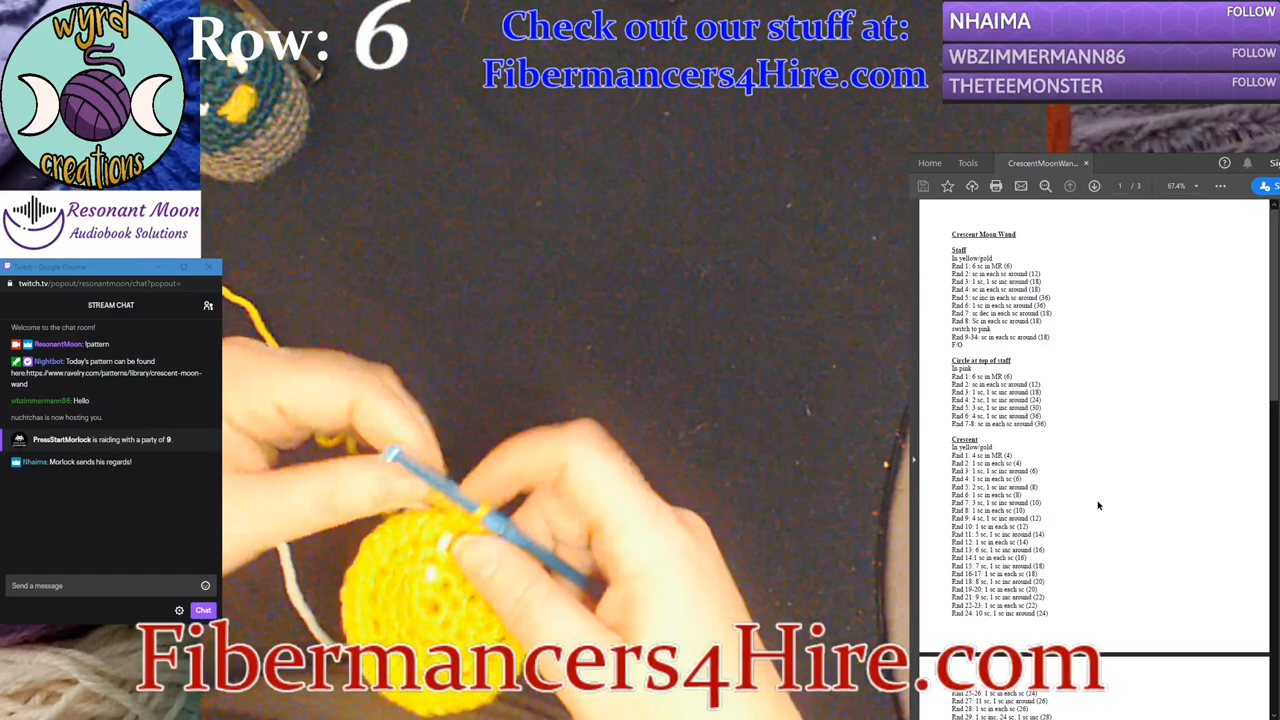 wyrd
creations
Row: 6
Check out our stuff at:
Fibermancers4Hire.com
NHAIMA FOLLOW
WBZIMMERMANN86 FOLLOW
THETEEMONSTER FOLLOW
Resonant Moon
Audiobook Solutions
Twitch - Google Chrome
twitch.tv/popout/resonantmoon/chat?popout=
STREAM CHAT
Welcome to the chat room!
ResonantMoon: !pattern
Nightbot: Today's pattern can be found
here:https://www.ravelry.com/patterns/library/crescent-moon-
wand
wbzimmermann86: Hello
nuchtchas is now hosting you.
PressStartMorlock is raiding with a party of 9.
Nhaima: Morlock sends his regards!
Send a message
Chat
Home Tools CrescentMoonWan... ×
1 / 3 67.4%
Crescent Moon Wand
Staff
In yellow/gold
Rnd 1: 6 sc in MR (6)
Rnd 2: sc in each sc around (12)
Rnd 3: 1 sc, 1 sc inc around (18)
Rnd 4: sc in each sc around (18)
Rnd 5: sc inc in each sc around (36)
Rnd 6: 1 sc in each sc around (36)
Rnd 7: sc dec in each sc around (18)
Rnd 8: Sc in each sc around (18)
switch to pink
Rnd 9-34: sc in each sc around (18)
F/O
Circle at top of staff
In pink
Rnd 1: 6 sc in MR (6)
Rnd 2: sc in each sc around (12)
Rnd 3: 1 sc, 1 sc inc around (18)
Rnd 4: 2 sc, 1 sc inc around (24)
Rnd 5: 3 sc, 1 sc inc around (30)
Rnd 6: 4 sc, 1 sc inc around (36)
Rnd 7-8: sc in each sc around (36)
Crescent
In yellow/gold
Rnd 1: 4 sc in MR (4)
Rnd 2: 1 sc in each sc (4)
Rnd 3: 1 sc, 1 sc inc around (6)
Rnd 4: 1 sc in each sc (6)
Rnd 5: 2 sc, 1 sc inc around (8)
Rnd 6: 1 sc in each sc (8)
Rnd 7: 3 sc, 1 sc inc around (10)
Rnd 8: 1 sc in each sc (10)
Rnd 9: 4 sc, 1 sc inc around (12)
Rnd 10: 1 sc in each sc (12)
Rnd 11: 5 sc, 1 sc inc around (14)
Rnd 12: 1 sc in each sc (14)
Rnd 13: 6 sc, 1 sc inc around (16)
Rnd 14 1 sc in each sc (16)
Rnd 15: 7 sc, 1 sc inc around (18)
Rnd 16-17: 1 sc in each sc (18)
Rnd 18: 8 sc, 1 sc inc around (20)
Rnd 19-20: 1 sc in each sc (20)
Rnd 21: 9 sc, 1 sc inc around (22)
Rnd 22-23: 1 sc in each sc (22)
Rnd 24: 10 sc, 1 sc inc around (24)
Rnd 25-26: 1 sc in each sc (24)
Rnd 27: 11 sc, 1 sc inc around (26)
Rnd 28: 1 sc in each sc (26)
Rnd 29: 1 sc inc, 24 sc, 1 sc inc (28)
Fibermancers4Hire.com